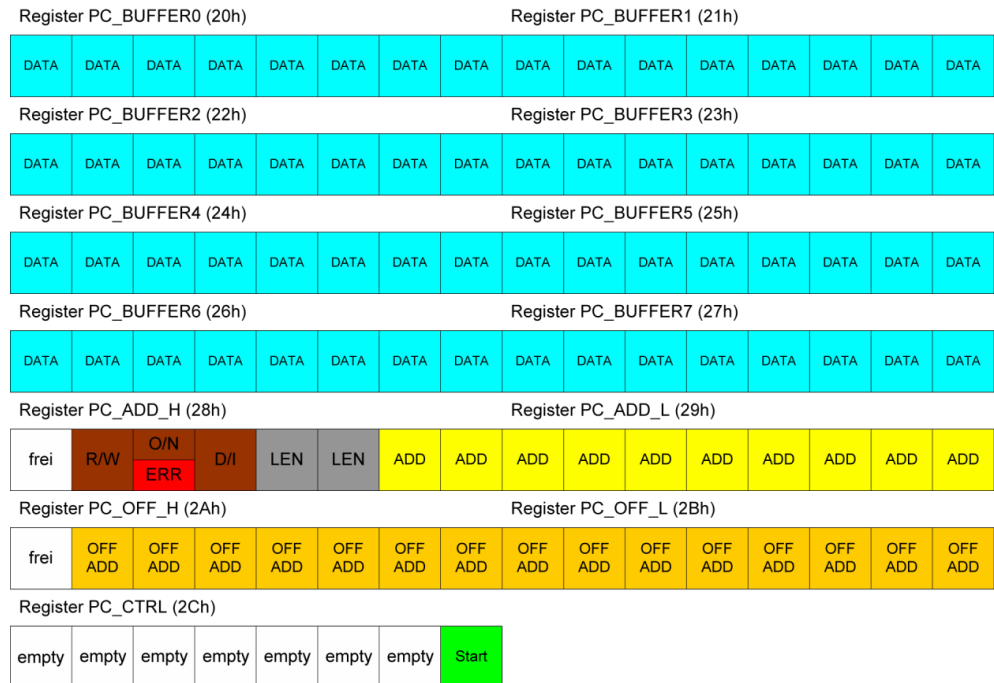 Register PC_BUFFER0 (20h) Register PC_BUFFER1 (21h)
DATA DATA DATA DATA DATA DATA DATA DATA DATA DATA DATA DATA DATA DATA DATA DATA
Register PC_BUFFER2 (22h) Register PC_BUFFER3 (23h)
DATA DATA DATA DATA DATA DATA DATA DATA DATA DATA DATA DATA DATA DATA DATA DATA
Register PC_BUFFER4 (24h) Register PC_BUFFER5 (25h)
DATA DATA DATA DATA DATA DATA DATA DATA DATA DATA DATA DATA DATA DATA DATA DATA
Register PC_BUFFER6 (26h) Register PC_BUFFER7 (27h)
DATA DATA DATA DATA DATA DATA DATA DATA DATA DATA DATA DATA DATA DATA DATA DATA
Register PC_ADD_H (28h) Register PC_ADD_L (29h)
frei R/W O/N D/I LEN LEN ADD ADD ADD ADD ADD ADD ADD ADD ADD ADD
ERR
Register PC_OFF_H (2Ah) Register PC_OFF_L (2Bh)
frei OFF OFF OFF OFF OFF OFF OFF OFF OFF OFF OFF OFF OFF OFF OFF
ADD ADD ADD ADD ADD ADD ADD ADD ADD ADD ADD ADD ADD ADD ADD
Register PC_CTRL (2Ch)
empty empty empty empty empty empty empty Start